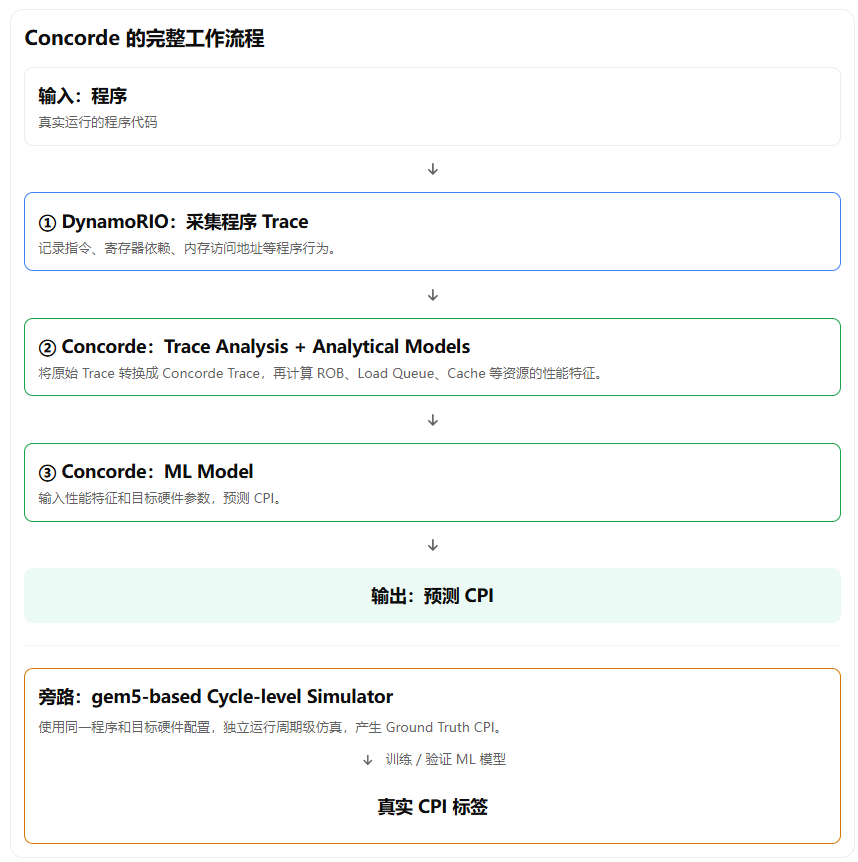 Concorde 的完整工作流程
输入：程序
真实运行的程序代码
↓
① DynamoRIO：采集程序 Trace
记录指令、寄存器依赖、内存访问地址等程序行为。
↓
② Concorde：Trace Analysis + Analytical Models
将原始 Trace 转换成 Concorde Trace，再计算 ROB、Load Queue、Cache 等资源的性能特征。
↓
③ Concorde：ML Model
输入性能特征和目标硬件参数，预测 CPI。
↓
输出：预测 CPI
旁路：gem5-based Cycle-level Simulator
使用同一程序和目标硬件配置，独立运行周期级仿真，产生 Ground Truth CPI。
↓ 训练 / 验证 ML 模型
真实 CPI 标签